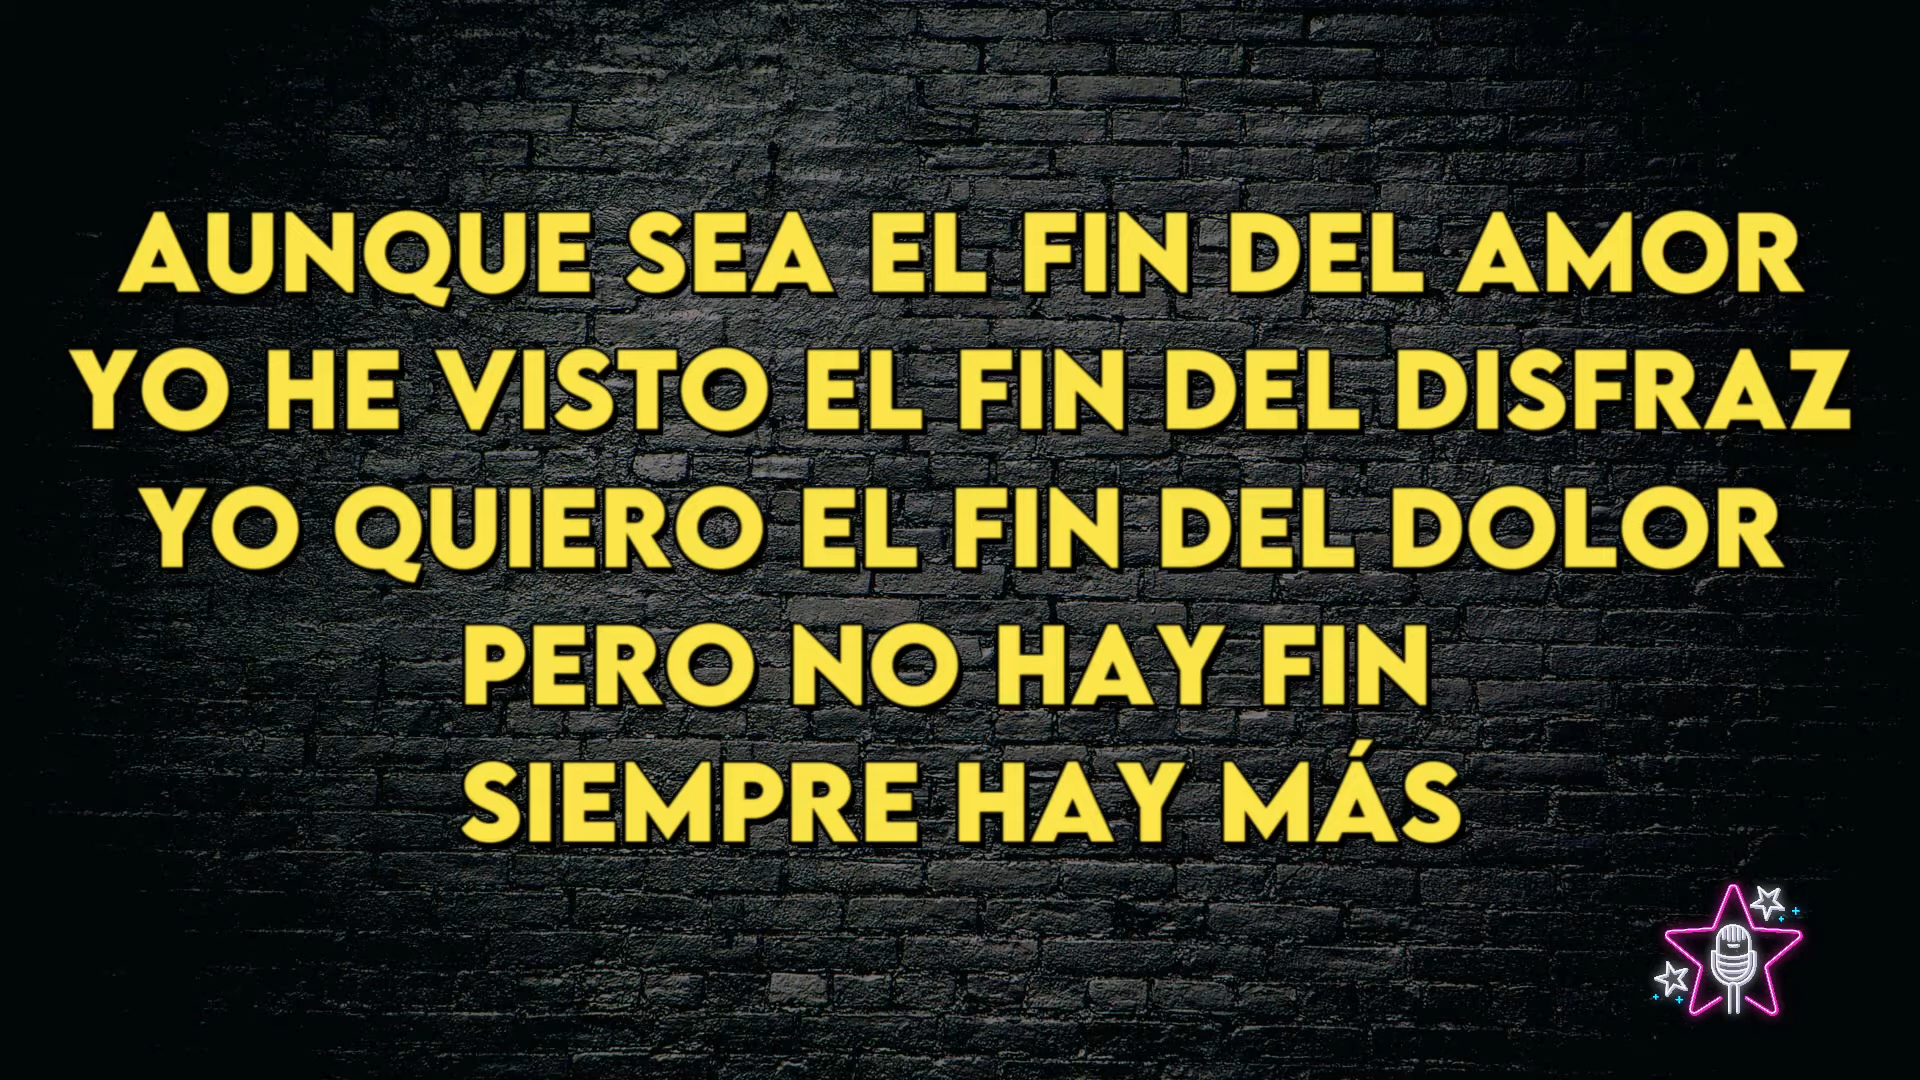 AUNQUE SEA EL FIN DEL AMOR
YO HE VISTO EL FIN DEL DISFRAZ
YO QUIERO EL FIN DEL DOLOR
PERO NO HAY FIN
SIEMPRE HAY MÁS